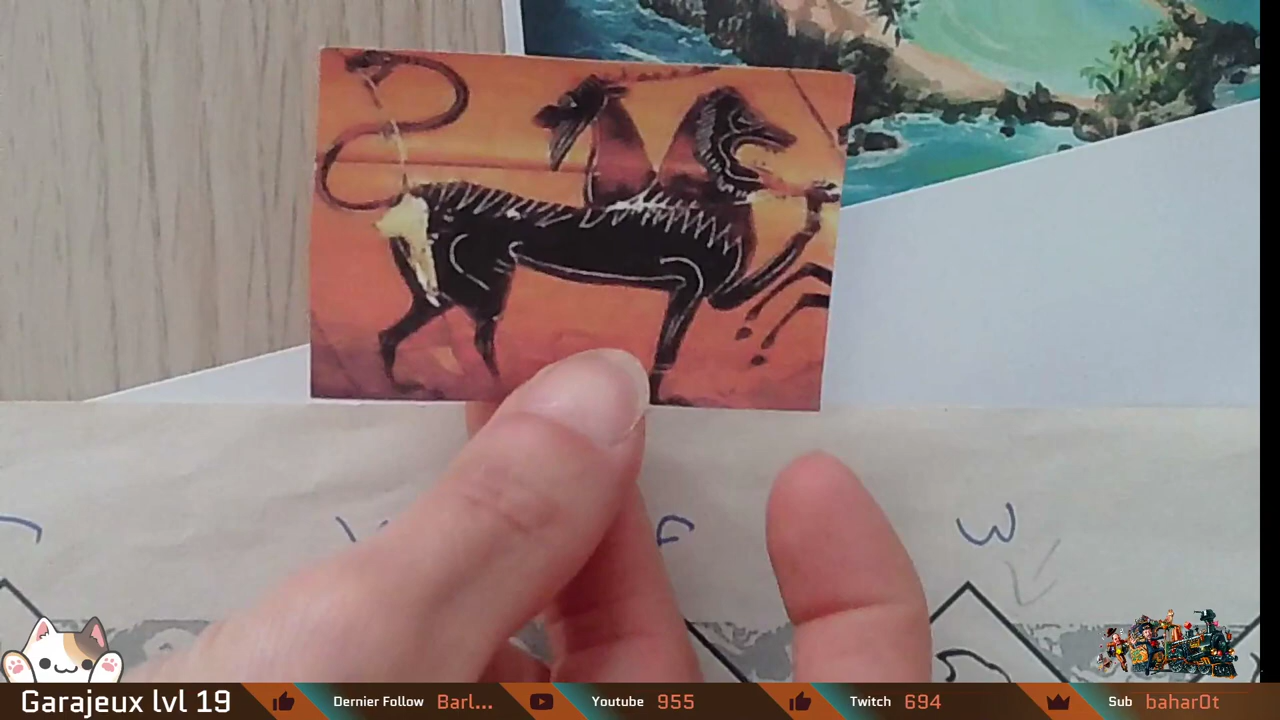 W
Garajeux lvl 19
Dernier Follow Barl...
Youtube 955
Twitch 694
Sub bahar0t